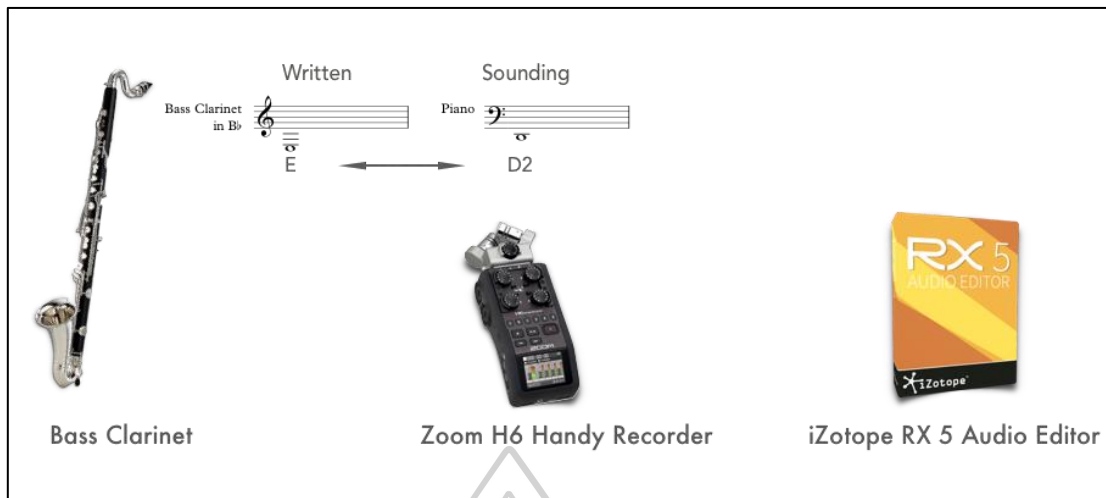 Written
Sounding
Bass Clarinet
in B♭
Piano
E
D2
RX 5
AUDIO EDITOR
ZOOM
iZotope
Bass Clarinet
Zoom H6 Handy Recorder
iZotope RX 5 Audio Editor